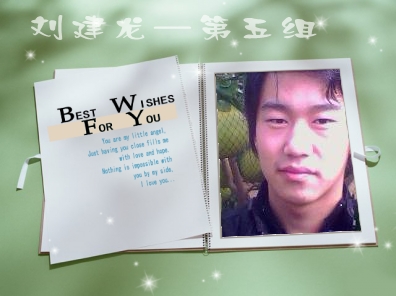 刘建龙—第五组
BEST WISHES
FOR YOU
You are my little angel,
Just having you close fills me
with love and hope.
Nothing is impossible with
you by my side,
I love you...